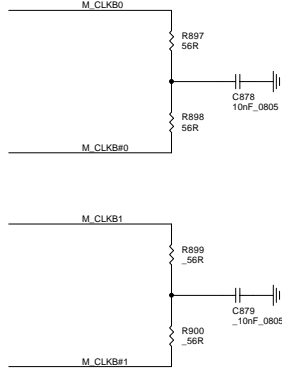 M_CLKB0
R897
56R
C878
10nF_0805
R898
56R
M_CLKB#0
M_CLKB1
R899
_56R
C879
_10nF_0805
R900
_56R
M_CLKB#1